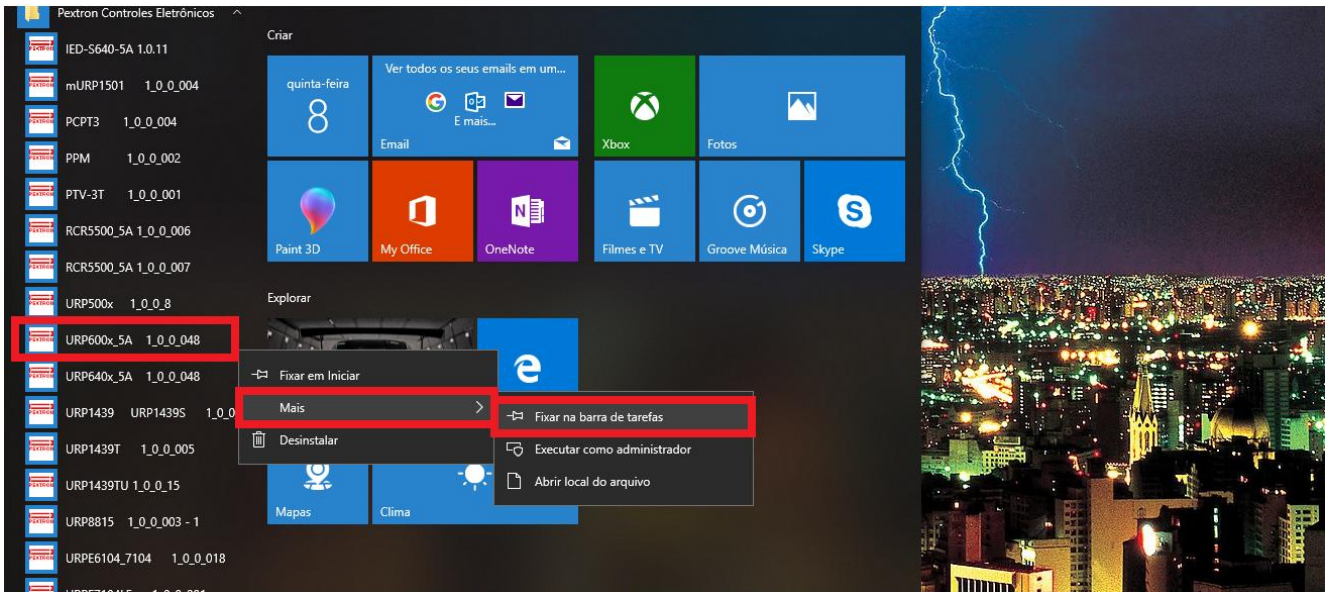 Pextron Controles Eletrônicos
IED-S640-5A 1.0.11
mURP1501 1_0_0_004
PCPT3 1_0_0_004
PPM 1_0_0_002
PTV-3T 1_0_0_001
RCR5500_5A 1_0_0_006
RCR5500_5A 1_0_0_007
URP500x 1_0_0_8
URP600x_5A 1_0_0_048
URP640x_5A 1_0_0_048
URP1439 URP1439S 1_0_0
URP1439T 1_0_0_005
URP1439TU 1_0_0_15
URP8815 1_0_0_003 - 1
URPE6104_7104 1_0_0_018
Criar
quinta-feira
8
Ver todos os seus emails em um...
E mais...
Email
Xbox
Fotos
Paint 3D
My Office
OneNote
Filmes e TV
Groove Música
Skype
Explorar
Fixar em Iniciar
Mais
Desinstalar
Fixar na barra de tarefas
Executar como administrador
Abrir local do arquivo
Mapas
Clima